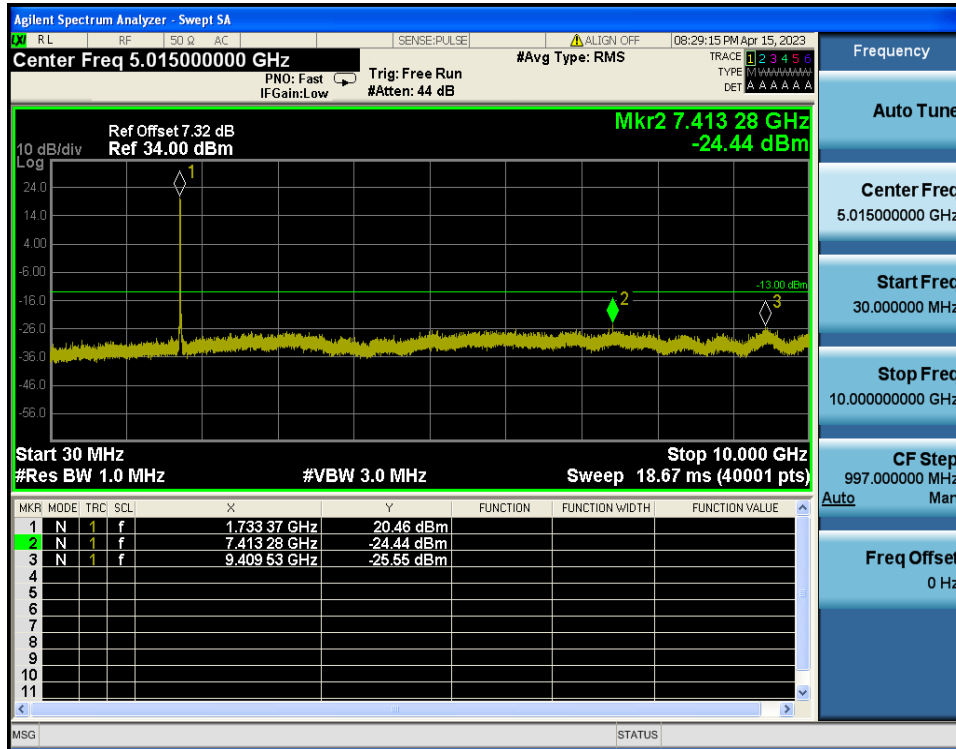 Agilent Spectrum Analyzer - Swept SA
LXI RL RF 50 Ω AC SENSE:PULSE ALIGN OFF 08:29:15 PM Apr 15, 2023
Center Freq 5.015000000 GHz #Avg Type: RMS TRACE 1 2 3 4 5 6
PNO: Fast Trig: Free Run TYPE M WWWWW
IFGain:Low #Atten: 44 dB DET A A A A A A
Mkr2 7.413 28 GHz
-24.44 dBm
Ref Offset 7.32 dB
10 dB/div Ref 34.00 dBm
Log
1
24.0
14.0
4.00
-6.00
-13.00 dBm
-16.0
2
3
-26.0
-36.0
-46.0
-56.0
Start 30 MHz Stop 10.000 GHz
#Res BW 1.0 MHz #VBW 3.0 MHz Sweep 18.67 ms (40001 pts)
MKR MODE TRC SCL X Y FUNCTION FUNCTION WIDTH FUNCTION VALUE
1 N 1 f 1.733 37 GHz 20.46 dBm
2 N 1 f 7.413 28 GHz -24.44 dBm
3 N 1 f 9.409 53 GHz -25.55 dBm
4
5
6
7
8
9
10
11
MSG STATUS
Frequency
Auto Tune
Center Freq
5.015000000 GHz
Start Freq
30.000000 MHz
Stop Freq
10.000000000 GHz
CF Step
997.000000 MHz
Auto Man
Freq Offset
0 Hz